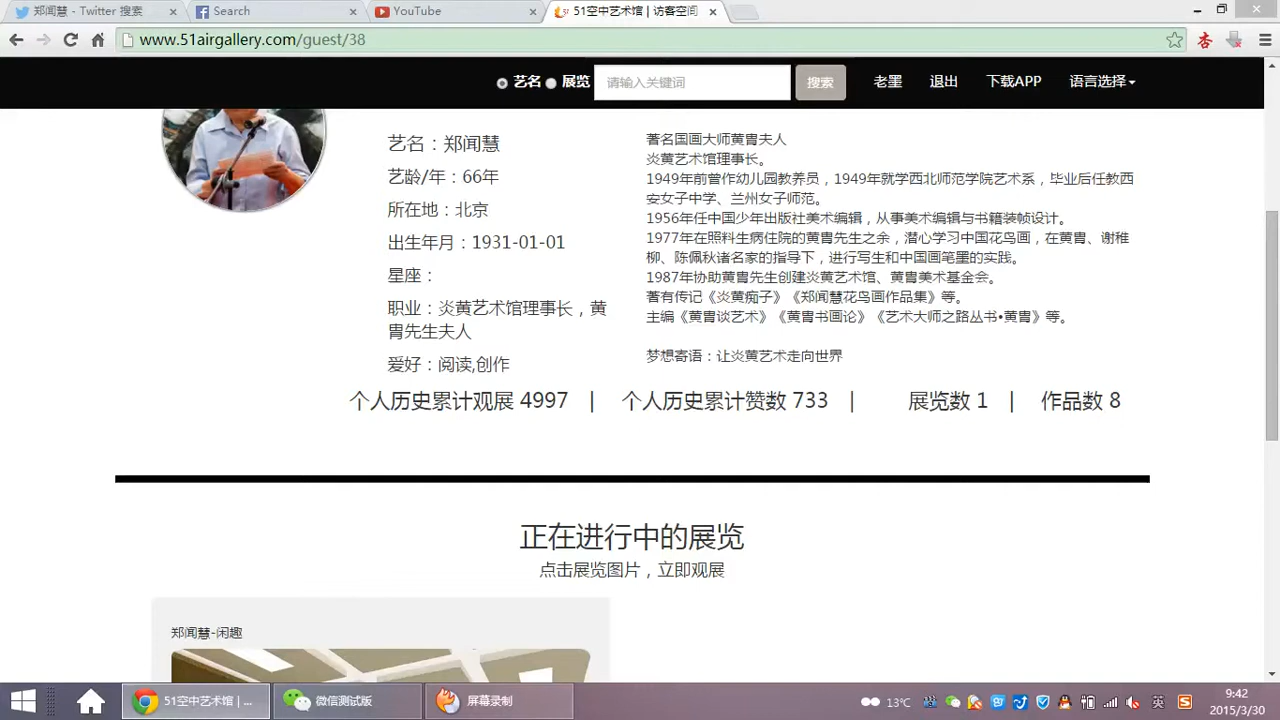 郑闻慧 - Twitter 搜索
Search
YouTube
51空中艺术馆 | 访客空间
www.51airgallery.com/guest/38
艺名 展览 请输入关键词 搜索 老墨 退出 下载APP 语言选择
艺名：郑闻慧
艺龄/年：66年
所在地：北京
出生年月：1931-01-01
星座：
职业：炎黄艺术馆理事长，黄
胄先生夫人
爱好：阅读,创作
著名国画大师黄胄夫人
炎黄艺术馆理事长。
1949年前曾作幼儿园教养员，1949年就学西北师范学院艺术系，毕业后任教西
安女子中学、兰州女子师范。
1956年任中国少年出版社美术编辑，从事美术编辑与书籍装帧设计。
1977年在照料生病住院的黄胄先生之余，潜心学习中国花鸟画，在黄胄、谢稚
柳、陈佩秋诸名家的指导下，进行写生和中国画笔墨的实践。
1987年协助黄胄先生创建炎黄艺术馆、黄胄美术基金会。
著有传记《炎黄痴子》《郑闻慧花鸟画作品集》等。
主编《黄胄谈艺术》《黄胄书画论》《艺术大师之路丛书•黄胄》等。
梦想寄语：让炎黄艺术走向世界
个人历史累计观展 4997 | 个人历史累计赞数 733 | 展览数 1 | 作品数 8
正在进行中的展览
点击展览图片，立即观展
郑闻慧-闲趣
51空中艺术馆 | ...
微信测试版
屏幕录制
13℃
英
9:42
2015/3/30